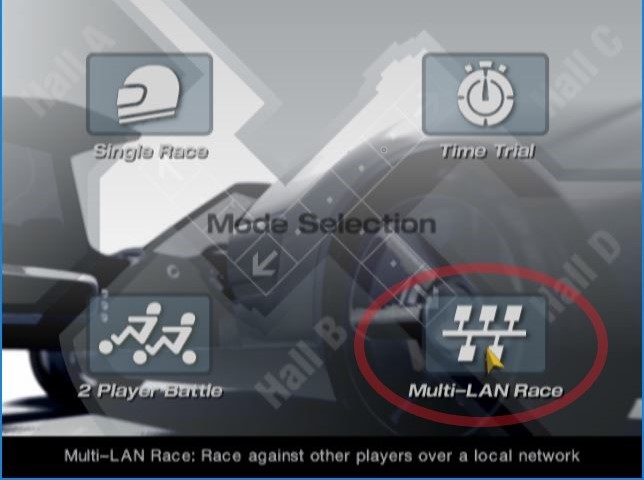 Hall A
Hall C
Single Race
Time Trial
Mode Selection
Hall D
Hall B
2 Player Battle
Multi-LAN Race
Multi-LAN Race: Race against other players over a local network